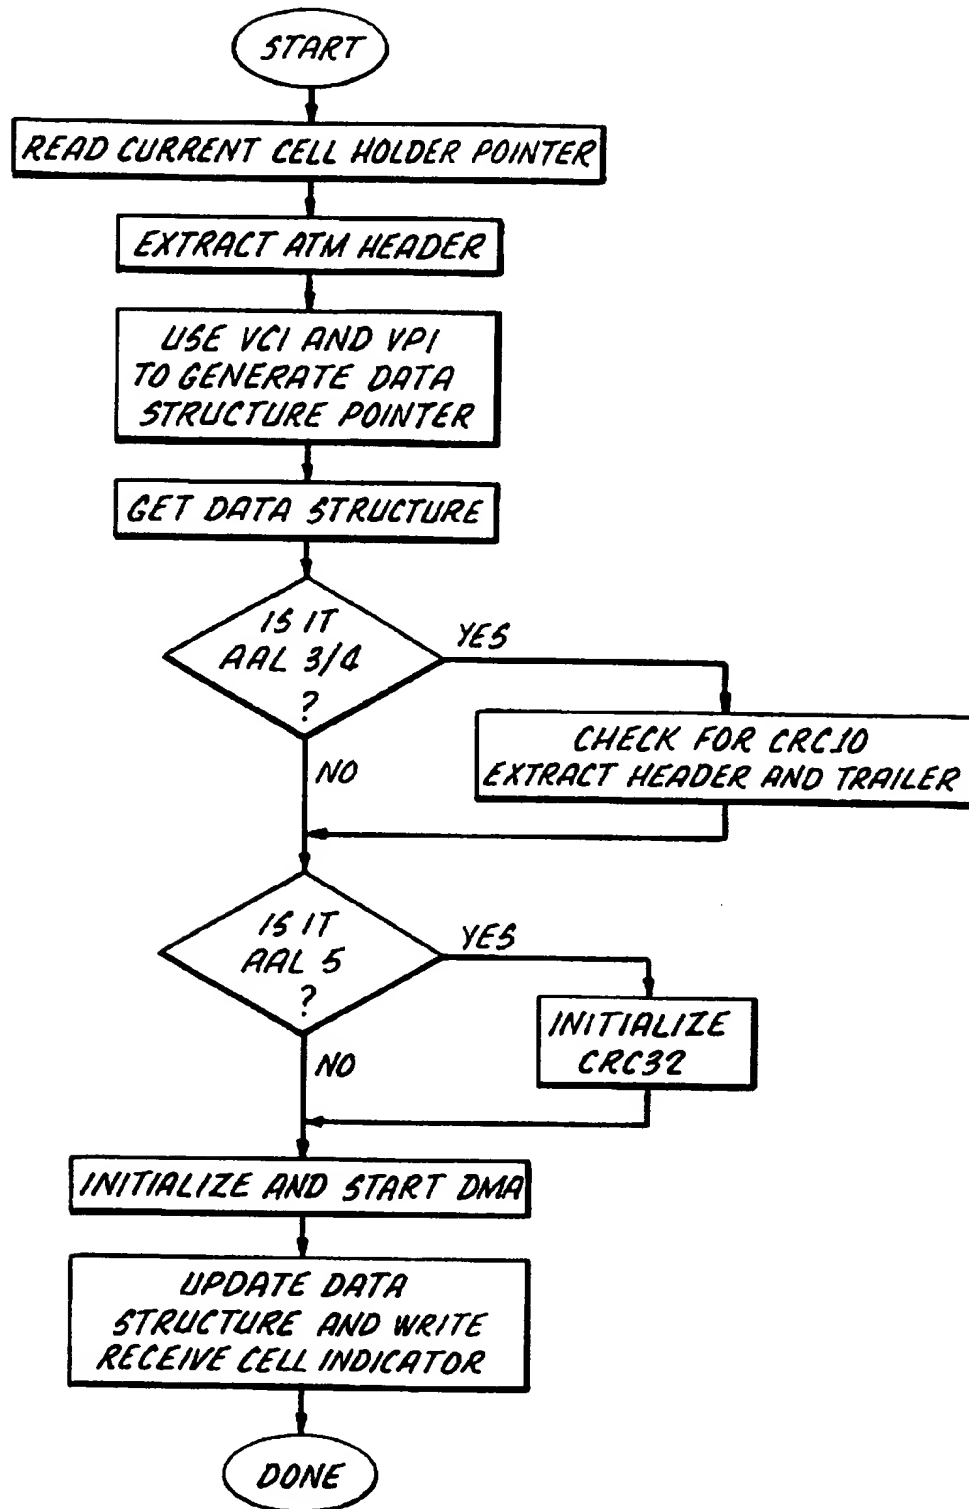 START
READ CURRENT CELL HOLDER POINTER
EXTRACT ATM HEADER
USE VCI AND VPI
TO GENERATE DATA
STRUCTURE POINTER
GET DATA STRUCTURE
IS IT
AAL 3/4
?
YES
CHECK FOR CRC10
EXTRACT HEADER AND TRAILER
NO
IS IT
AAL 5
?
YES
INITIALIZE
CRC32
NO
INITIALIZE AND START DMA
UPDATE DATA
STRUCTURE AND WRITE
RECEIVE CELL INDICATOR
DONE